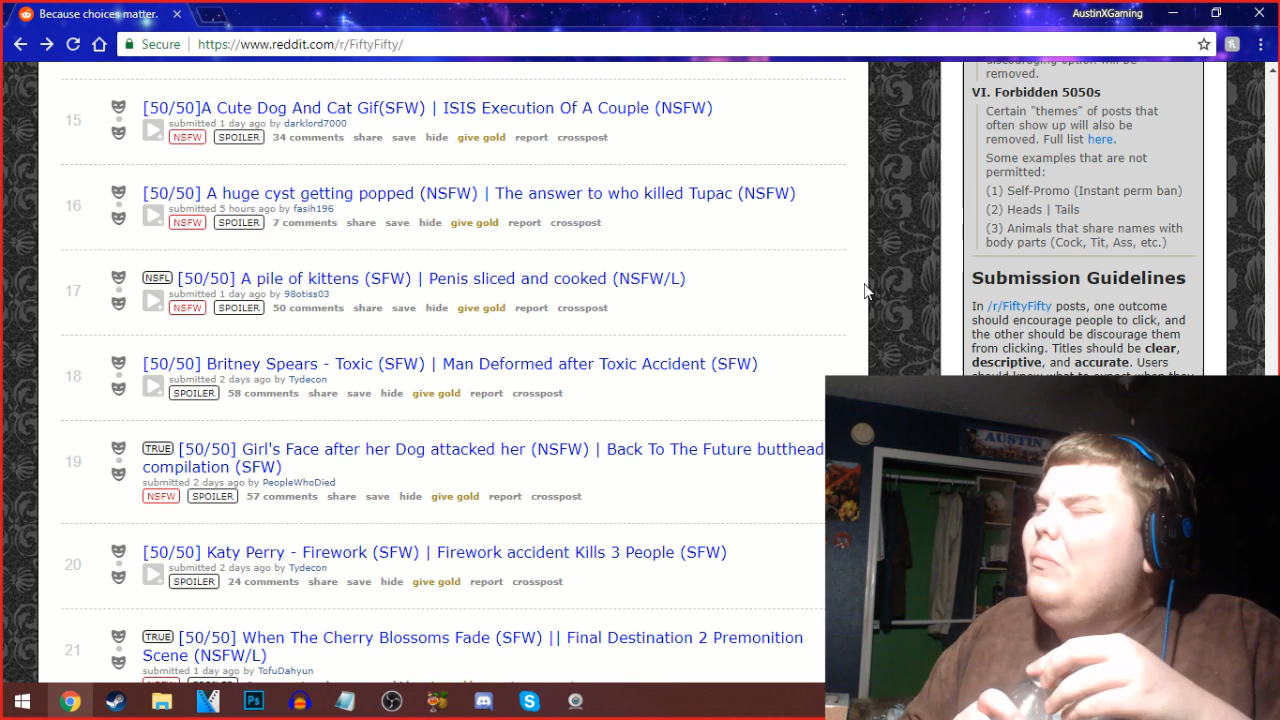 Because choices matter.
AustinXGaming
Secure
https://www.reddit.com/r/FiftyFifty/
15
[50/50]A Cute Dog And Cat Gif(SFW) | ISIS Execution Of A Couple (NSFW)
submitted 1 day ago by darklord7000
NSFW SPOILER 34 comments share save hide give gold report crosspost
16
[50/50] A huge cyst getting popped (NSFW) | The answer to who killed Tupac (NSFW)
submitted 5 hours ago by fasih196
NSFW SPOILER 7 comments share save hide give gold report crosspost
17
NSFL [50/50] A pile of kittens (SFW) | Penis sliced and cooked (NSFW/L)
submitted 1 day ago by 98otiss03
NSFW SPOILER 50 comments share save hide give gold report crosspost
18
[50/50] Britney Spears - Toxic (SFW) | Man Deformed after Toxic Accident (SFW)
submitted 2 days ago by Tydecon
SPOILER 58 comments share save hide give gold report crosspost
19
TRUE [50/50] Girl's Face after her Dog attacked her (NSFW) | Back To The Future butthead
compilation (SFW)
submitted 2 days ago by PeopleWhoDied
NSFW SPOILER 57 comments share save hide give gold report crosspost
20
[50/50] Katy Perry - Firework (SFW) | Firework accident Kills 3 People (SFW)
submitted 2 days ago by Tydecon
SPOILER 24 comments share save hide give gold report crosspost
21
TRUE [50/50] When The Cherry Blossoms Fade (SFW) || Final Destination 2 Premonition
Scene (NSFW/L)
submitted 1 day ago by TofuDahyun
discouraging option will be
removed.
VI. Forbidden 5050s
Certain "themes" of posts that
often show up will also be
removed. Full list here.
Some examples that are not
permitted:
(1) Self-Promo (Instant perm ban)
(2) Heads | Tails
(3) Animals that share names with
body parts (Cock, Tit, Ass, etc.)
Submission Guidelines
In /r/FiftyFifty posts, one outcome
should encourage people to click, and
the other should be discourage them
from clicking. Titles should be clear,
descriptive, and accurate. Users
should know what to expect when they
AUSTIN
Ps